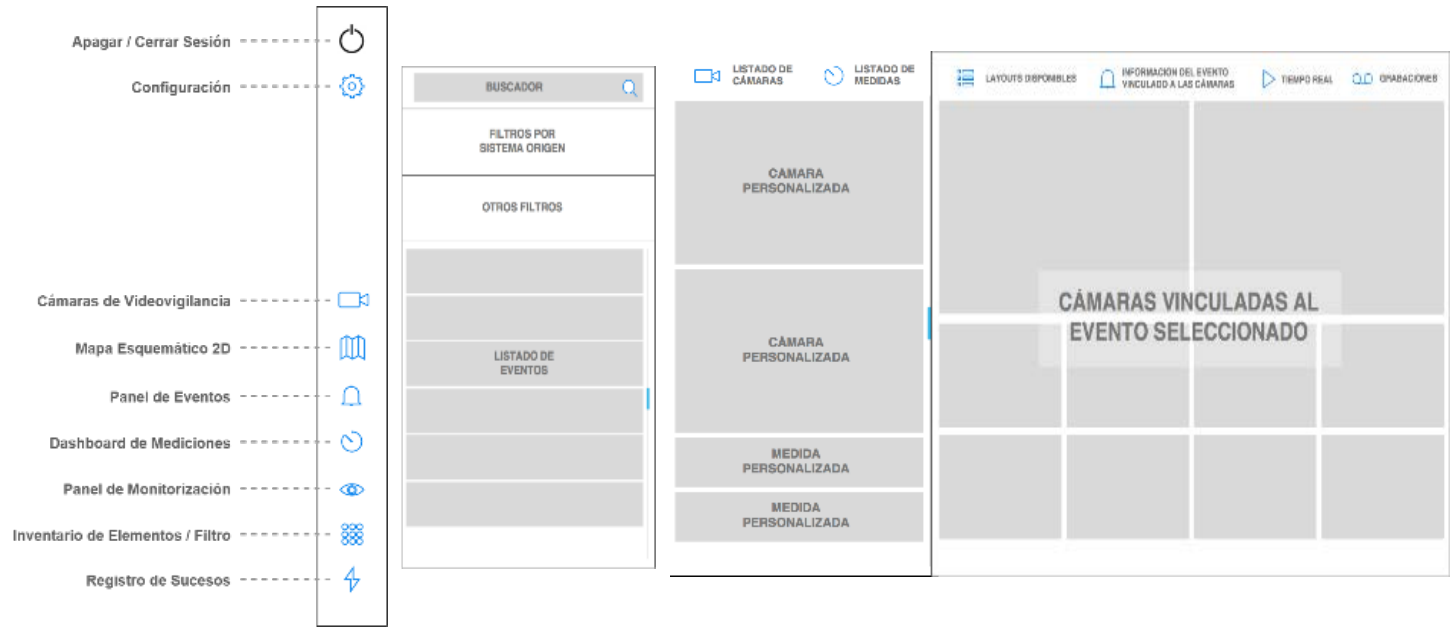 Apagar / Cerrar Sesión
Configuración
Cámaras de Videovigilancia
Mapa Esquemático 2D
Panel de Eventos
Dashboard de Mediciones
Panel de Monitorización
Inventario de Elementos / Filtro
Registro de Sucesos
BUSCADOR
FILTROS POR
SISTEMA ORIGEN
OTROS FILTROS
LISTADO DE
EVENTOS
LISTADO DE
CÁMARAS
LISTADO DE
MEDIDAS
CÁMARA
PERSONALIZADA
CÁMARA
PERSONALIZADA
MEDIDA
PERSONALIZADA
MEDIDA
PERSONALIZADA
LAYOUTS DISPONIBLES
INFORMACIÓN DEL EVENTO
VINCULADO A LAS CÁMARAS
TIEMPO REAL
GRABACIONES
CÁMARAS VINCULADAS AL
EVENTO SELECCIONADO